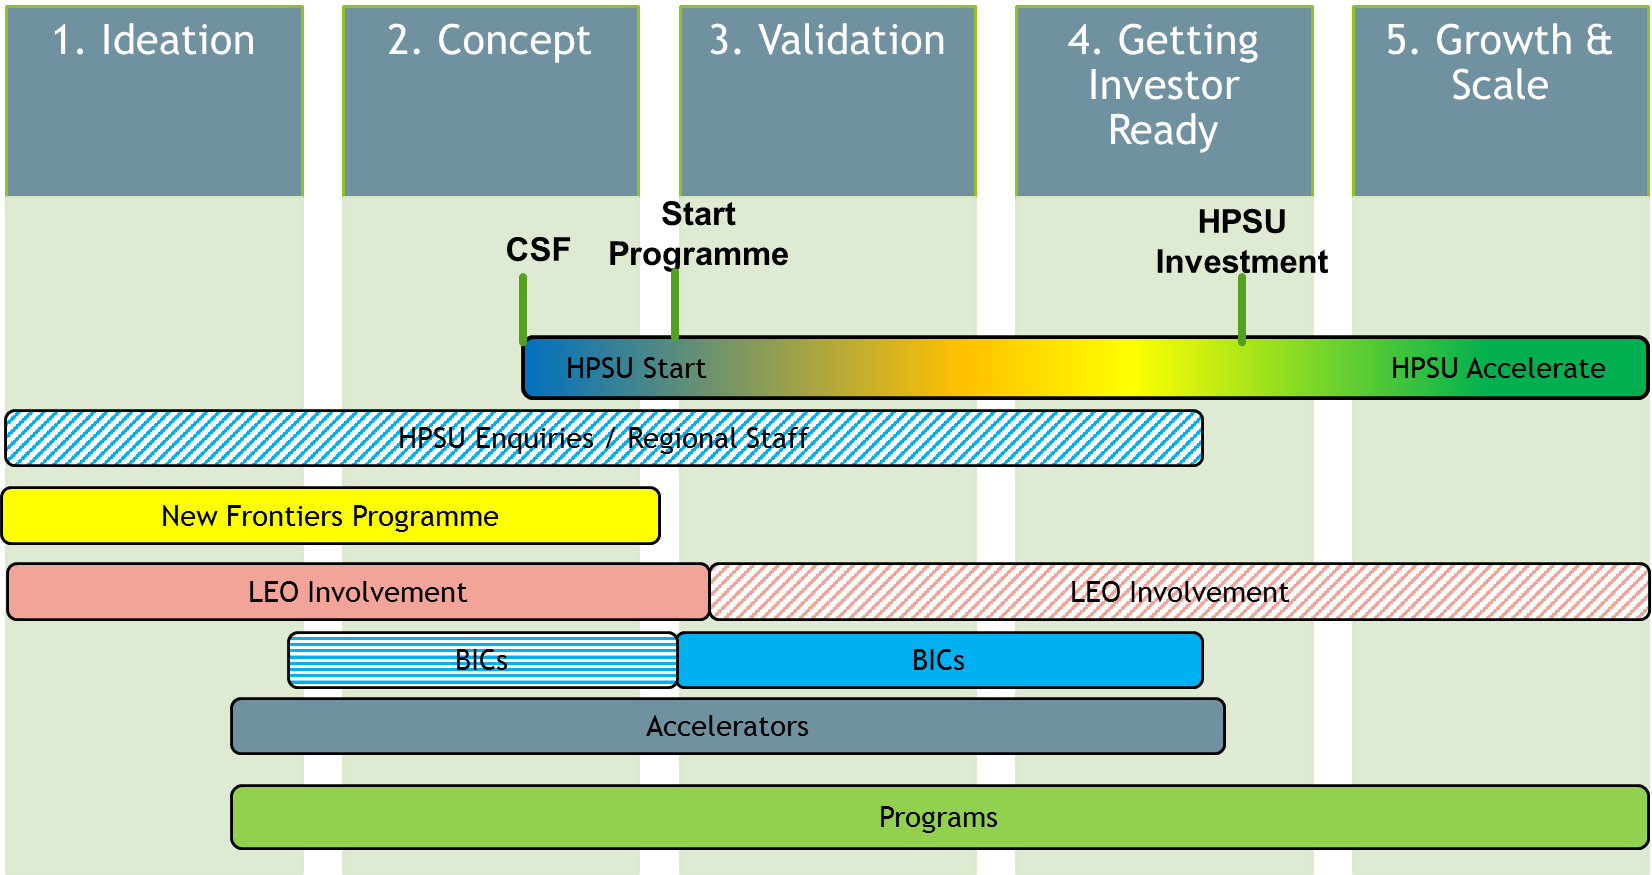 1. Ideation
2. Concept
3. Validation
4. Getting
Investor
Ready
5. Growth &
Scale
CSF
Start
Programme
HPSU
Investment
HPSU Start
HPSU Accelerate
HPSU Enquiries / Regional Staff
New Frontiers Programme
LEO Involvement
LEO Involvement
BICs
BICs
Accelerators
Programs